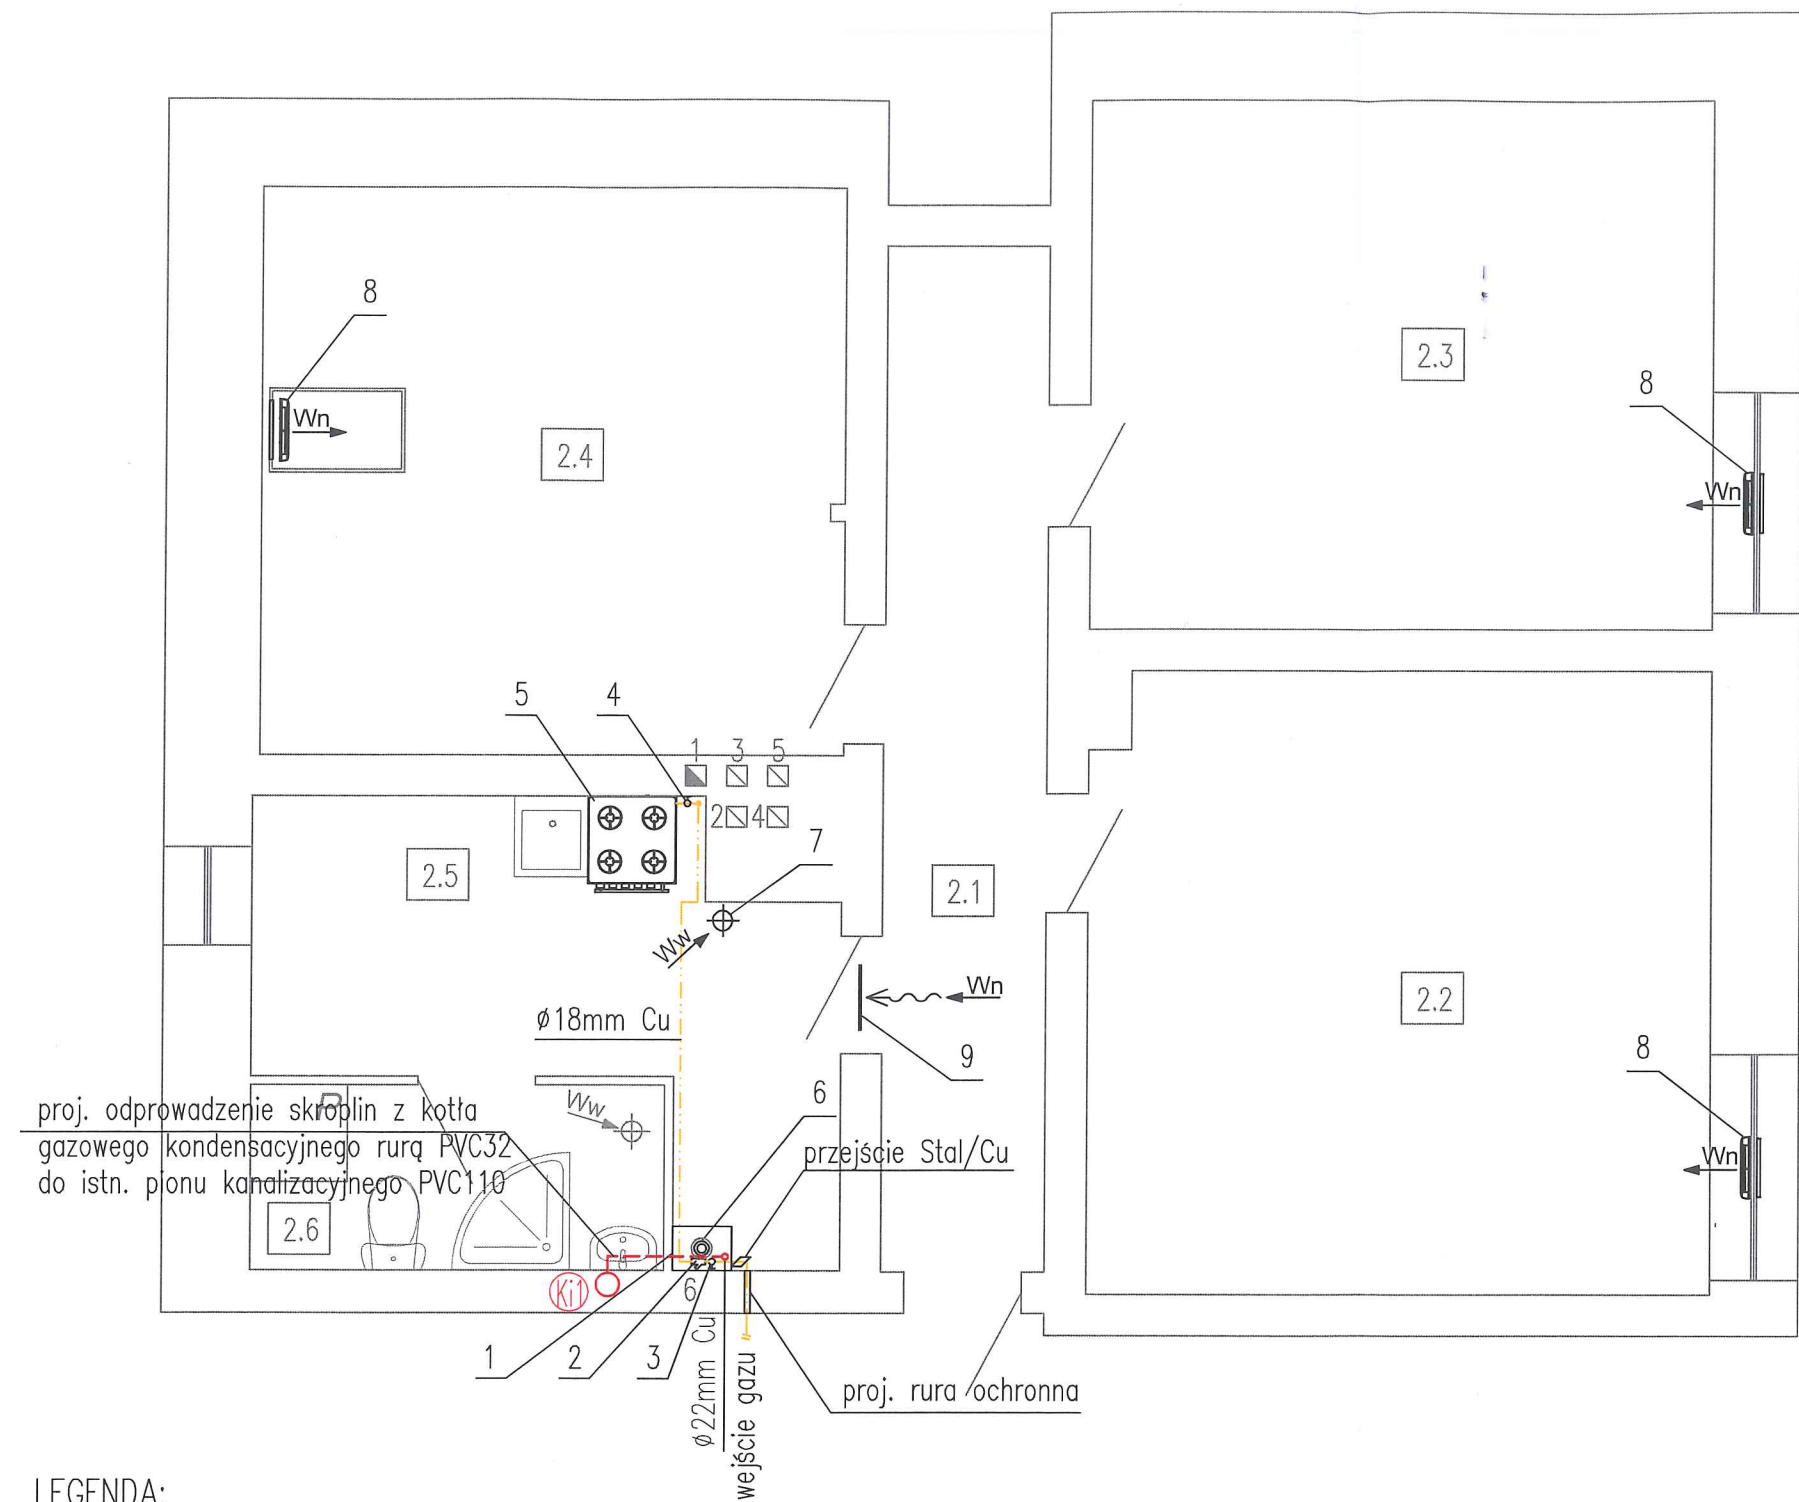 8
2.3
8
Wn
2.4
Wn
5
4
1
3
5
2
4
7
2.5
2.1
Ww
Wn
2.2
ø18mm Cu
9
8
6
Ww
P
proj. odprowadzenie skroplin z kotła
gazowego kondensacyjnego rurą PVC32
do istn. pionu kanalizacyjnego PVC110
przejście Stal/Cu
Wn
2.6
Ki1
6
1
2
3
ø22mm Cu
wejście gazu
proj. rura ochronna
LEGENDA: